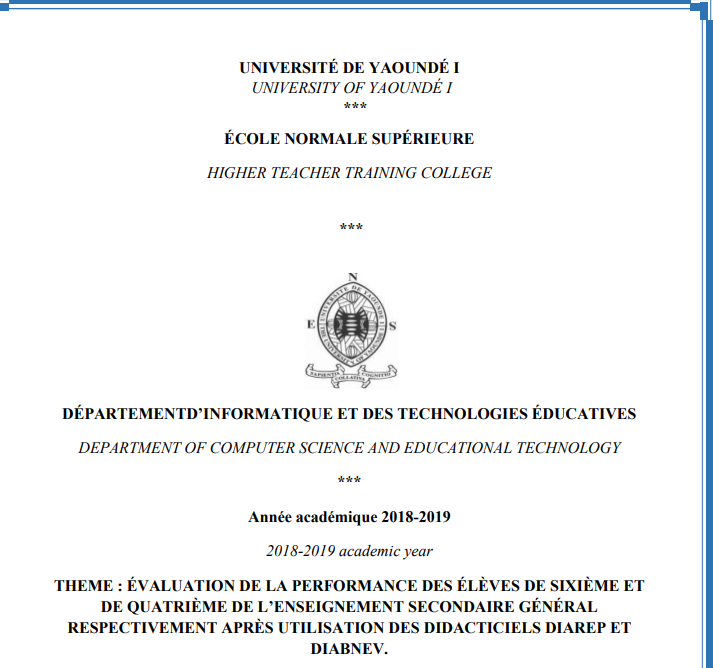 UNIVERSITÉ DE YAOUNDÉ I
UNIVERSITY OF YAOUNDÉ I
***
ÉCOLE NORMALE SUPÉRIEURE
HIGHER TEACHER TRAINING COLLEGE
***
N
E S
SAPIENTIA COLLATIVA COGNITIO
DÉPARTEMENTD’INFORMATIQUE ET DES TECHNOLOGIES ÉDUCATIVES
DEPARTMENT OF COMPUTER SCIENCE AND EDUCATIONAL TECHNOLOGY
***
Année académique 2018-2019
2018-2019 academic year
THEME : ÉVALUATION DE LA PERFORMANCE DES ÉLÈVES DE SIXIÈME ET
DE QUATRIÈME DE L’ENSEIGNEMENT SECONDAIRE GÉNÉRAL
RESPECTIVEMENT APRÈS UTILISATION DES DIDACTICIELS DIAREP ET
DIABNEV.